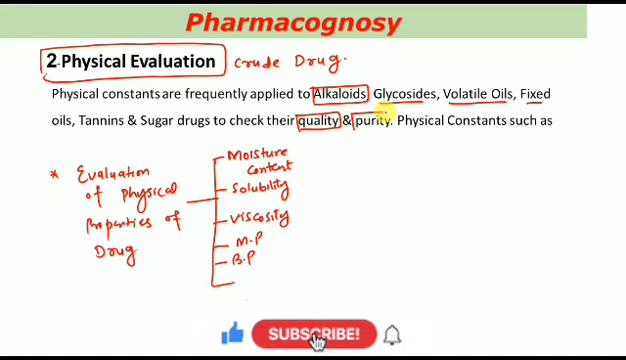 Pharmacognosy
2.Physical Evaluation Crude Drug.
Physical constants are frequently applied to Alkaloids Glycosides, Volatile Oils, Fixed
oils, Tannins & Sugar drugs to check their quality & purity. Physical Constants such as
* Evaluation
of Physical
Properties of
Drug
Moisture
Content
Solubility
Viscosity
M.P
B.P
SUBSCRIBE!